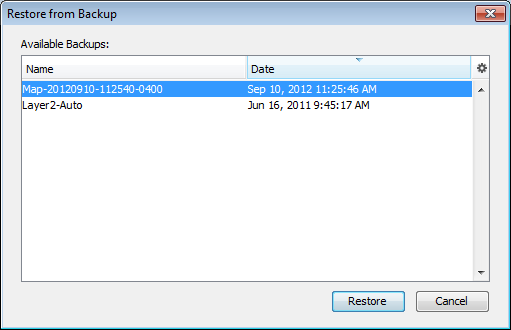 Restore from Backup
Available Backups:
Name Date
Map-20120910-112540-0400 Sep 10, 2012 11:25:46 AM
Layer2-Auto Jun 16, 2011 9:45:17 AM
Restore Cancel